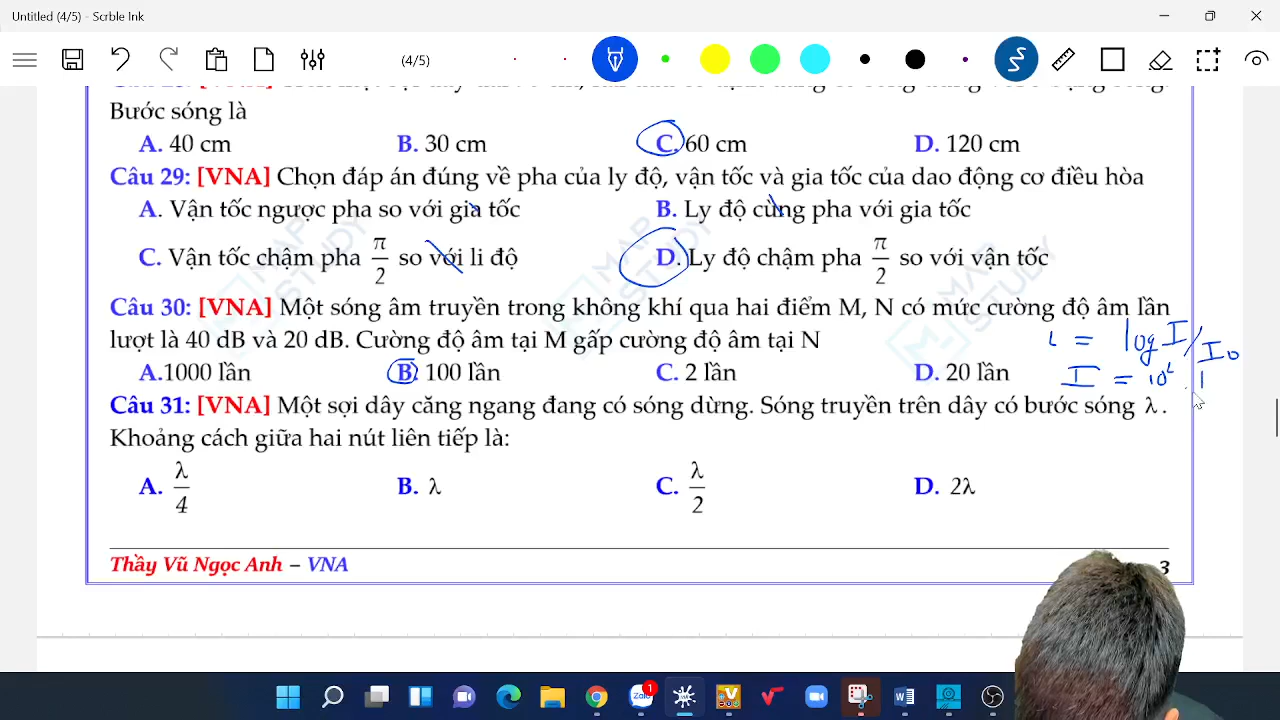 Untitled (4/5) - Scrble Ink
(4/5)
Bước sóng là
A. 40 cm B. 30 cm C. 60 cm D. 120 cm
Câu 29: [VNA] Chọn đáp án đúng về pha của ly độ, vận tốc và gia tốc của dao động cơ điều hòa
A. Vận tốc ngược pha so với gia tốc B. Ly độ cùng pha với gia tốc
C. Vận tốc chậm pha π/2 so với li độ D. Ly độ chậm pha π/2 so với vận tốc
Câu 30: [VNA] Một sóng âm truyền trong không khí qua hai điểm M, N có mức cường độ âm lần
lượt là 40 dB và 20 dB. Cường độ âm tại M gấp cường độ âm tại N
L = log I/I0
A.1000 lần B. 100 lần C. 2 lần D. 20 lần
I = 10
Câu 31: [VNA] Một sợi dây căng ngang đang có sóng dừng. Sóng truyền trên dây có bước sóng λ.
Khoảng cách giữa hai nút liên tiếp là:
A. λ/4 B. λ C. λ/2 D. 2λ
Thầy Vũ Ngọc Anh – VNA 3
MAP STUDY
MAP STUDY
MAP STUDY
Zalo 1